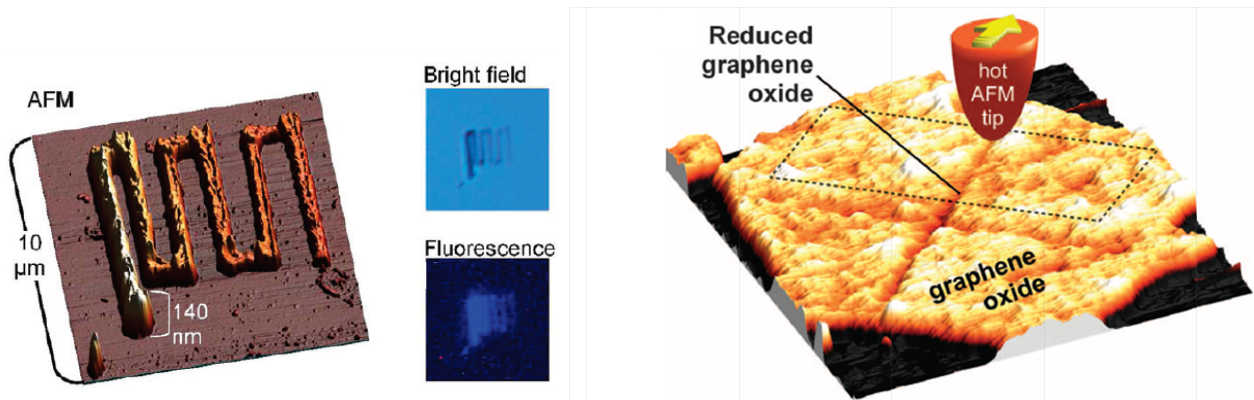 AFM
10
μm
140
nm
Bright field
Fluorescence
Reduced
graphene
oxide
hot
AFM
tip
graphene
oxide